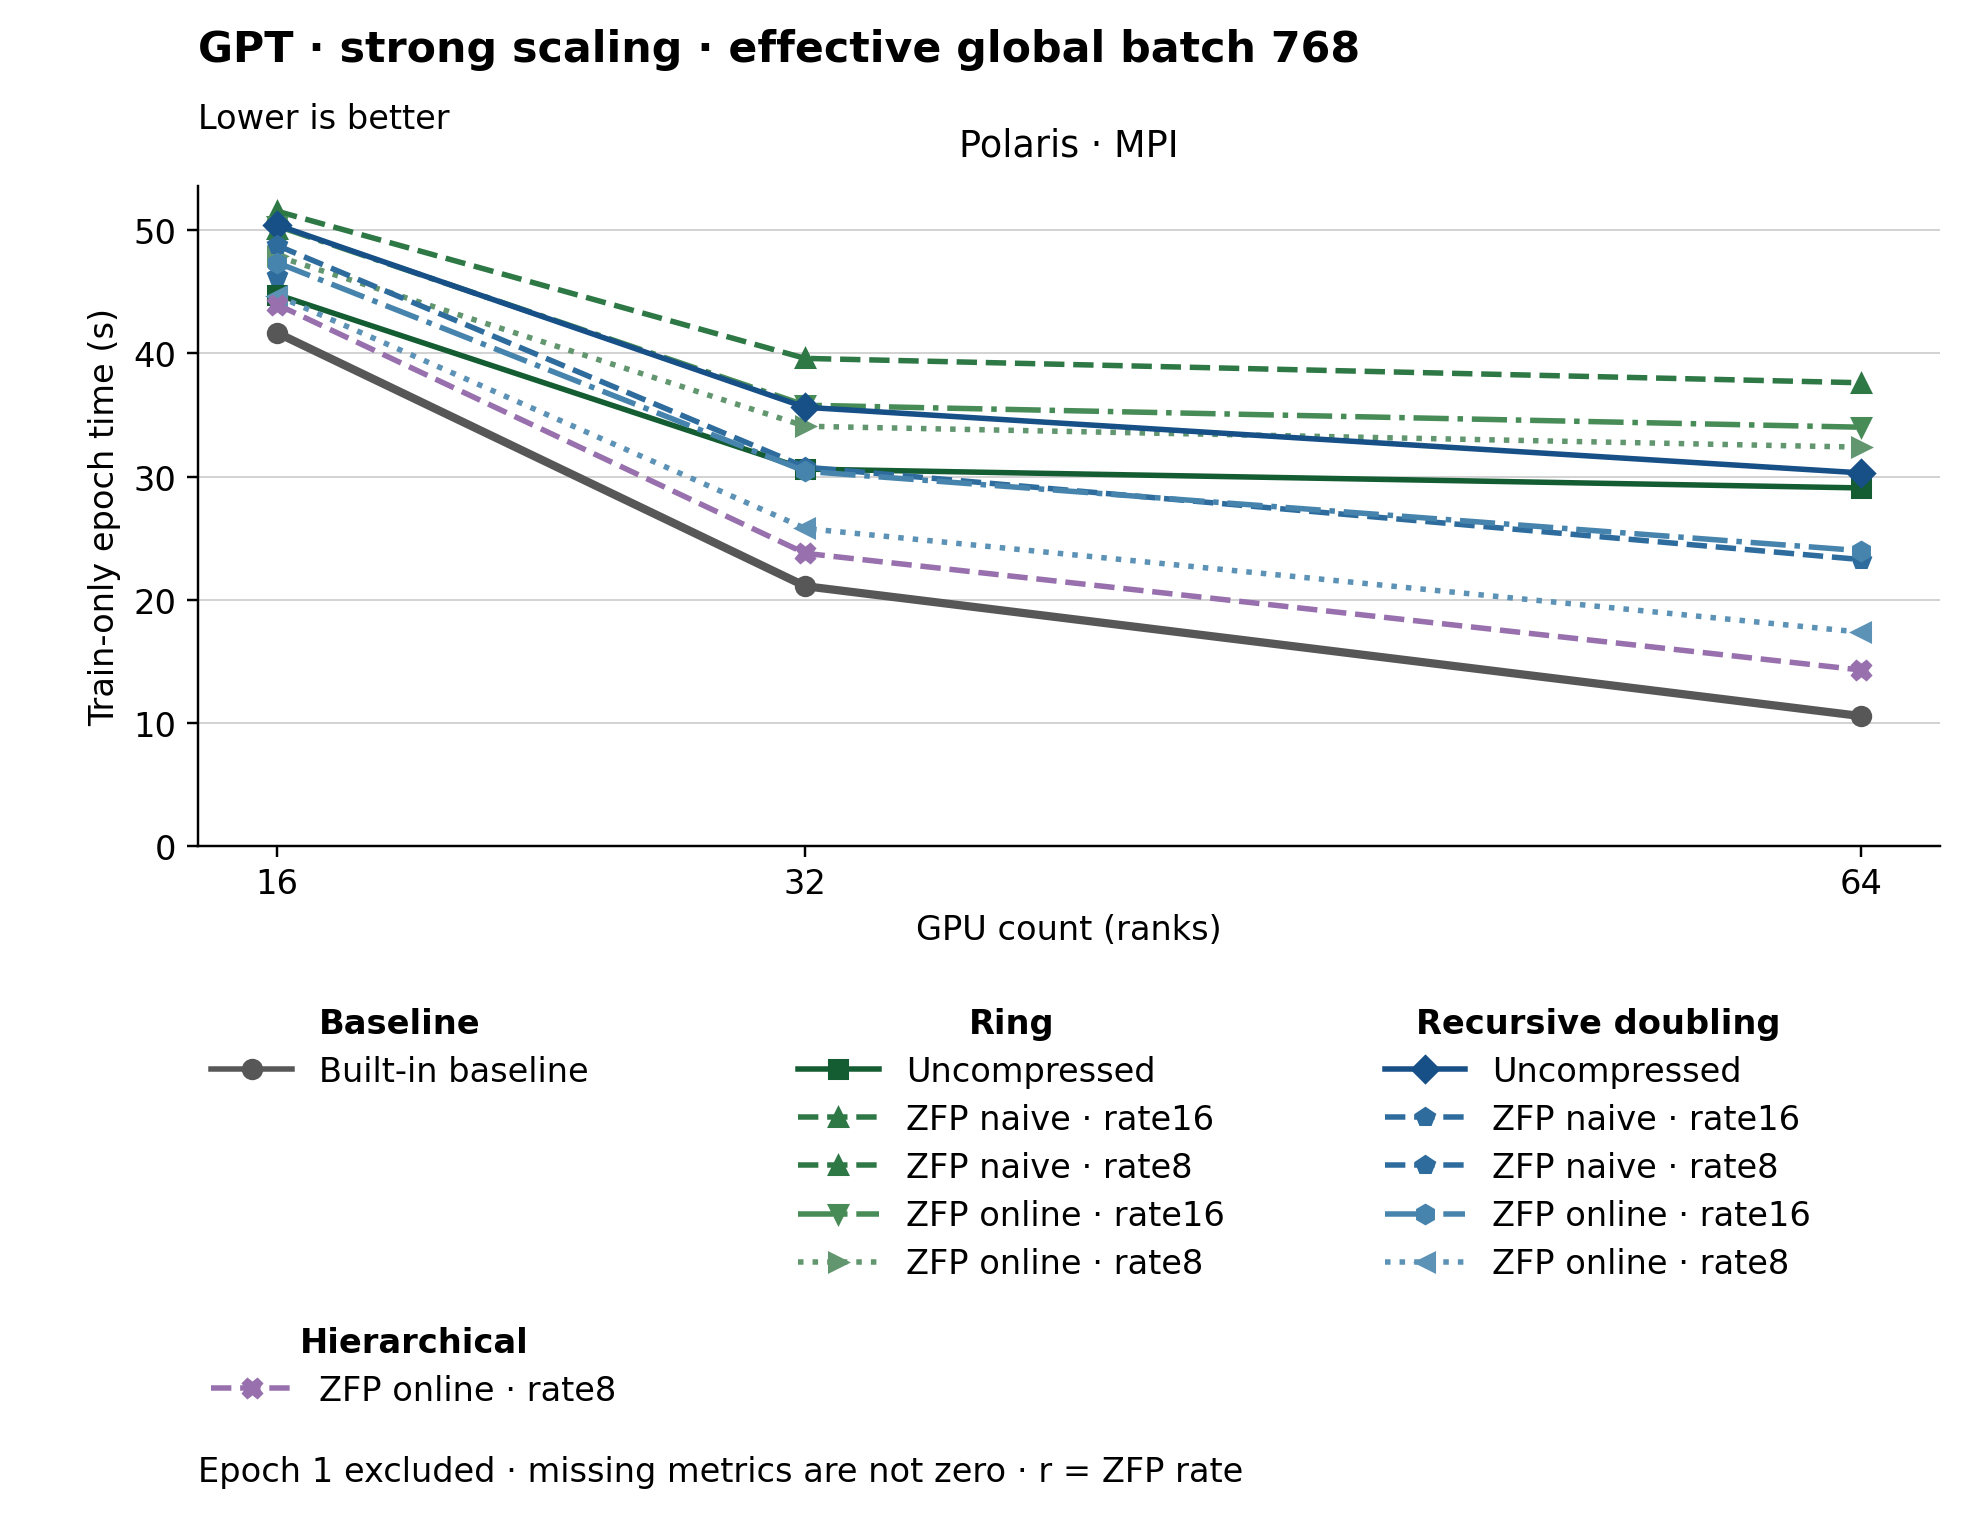 GPT · strong scaling · effective global batch 768
Lower is better
Polaris · MPI
Train-only epoch time (s)
50
40
30
20
10
0
16
32
64
GPU count (ranks)
Baseline
Built-in baseline
Ring
Uncompressed
ZFP naive · rate16
ZFP naive · rate8
ZFP online · rate16
ZFP online · rate8
Recursive doubling
Uncompressed
ZFP naive · rate16
ZFP naive · rate8
ZFP online · rate16
ZFP online · rate8
Hierarchical
ZFP online · rate8
Epoch 1 excluded · missing metrics are not zero · r = ZFP rate